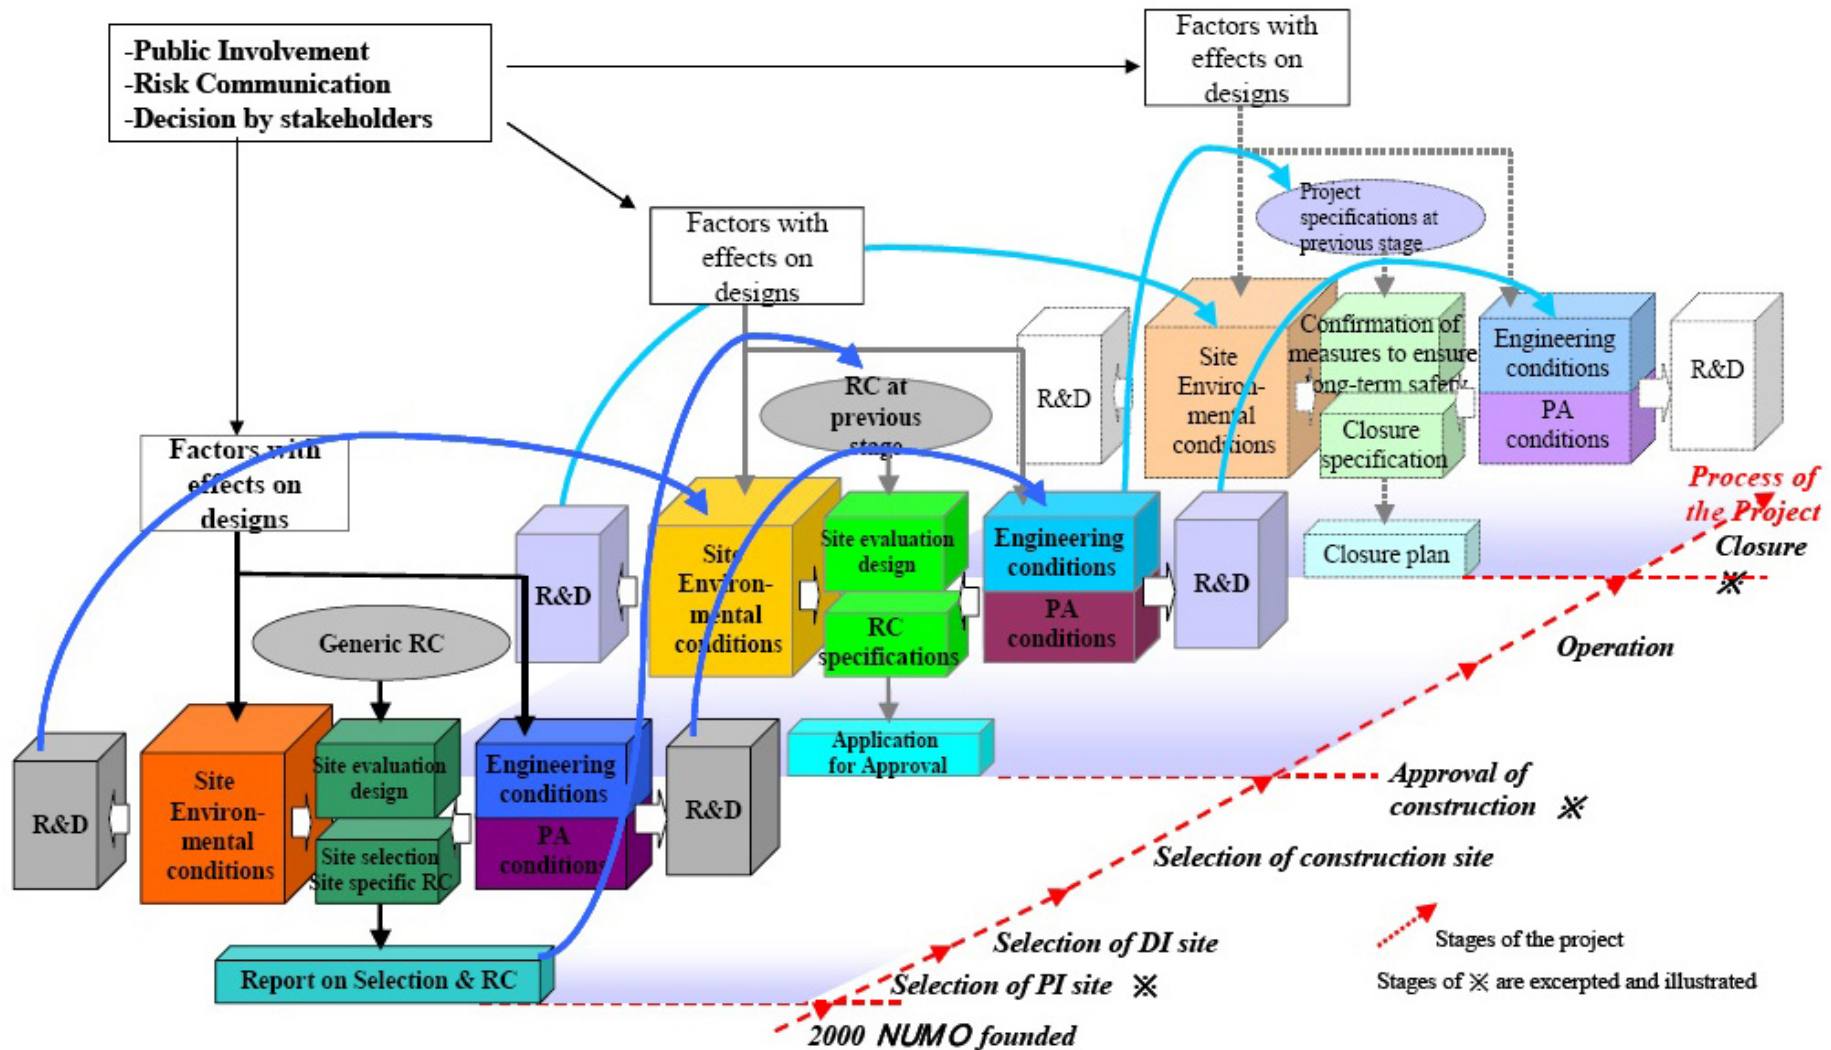 -Public Involvement
-Risk Communication
-Decision by stakeholders
Factors with
effects on
designs
Project
specifications at
previous stage
Factors with
effects on
designs
R&D
Site
Environ-
mental
conditions
Confirmation of
measures to ensure
long-term safety
Closure
specification
Engineering
conditions
PA
conditions
R&D
Closure plan
RC at
previous
stage
R&D
Site
Environ-
mental
conditions
Site evaluation
design
RC
specifications
Engineering
conditions
PA
conditions
R&D
Application
for Approval
Factors with
effects on
designs
Generic RC
R&D
Site
Environ-
mental
conditions
Site evaluation
design
Site selection
Site specific RC
Engineering
conditions
PA
conditions
R&D
Report on Selection & RC
Process of
the Project
Closure
※
Operation
Approval of
construction ※
Selection of construction site
Selection of DI site
Selection of PI site ※
2000 NUMO founded
Stages of the project
Stages of ※ are excerpted and illustrated